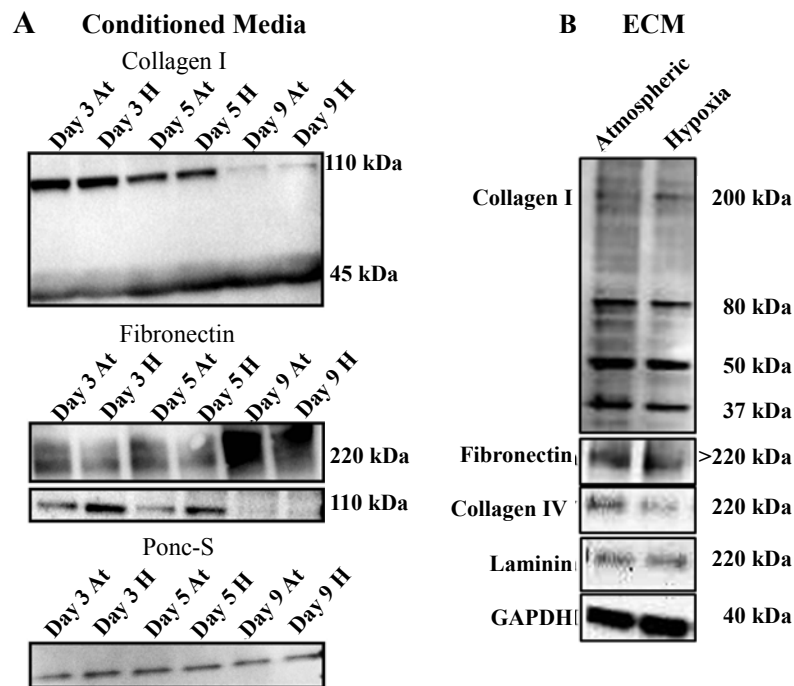 A Conditioned Media
Collagen I
Day 3 At
Day 3 H
Day 5 At
Day 5 H
Day 9 At
Day 9 H
110 kDa
45 kDa
Fibronectin
Day 3 At
Day 3 H
Day 5 At
Day 5 H
Day 9 At
Day 9 H
220 kDa
110 kDa
Ponc-S
Day 3 At
Day 3 H
Day 5 At
Day 5 H
Day 9 At
Day 9 H
B ECM
Atmospheric
Hypoxia
Collagen I 200 kDa
80 kDa
50 kDa
37 kDa
Fibronectin >220 kDa
Collagen IV 220 kDa
Laminin 220 kDa
GAPDH 40 kDa